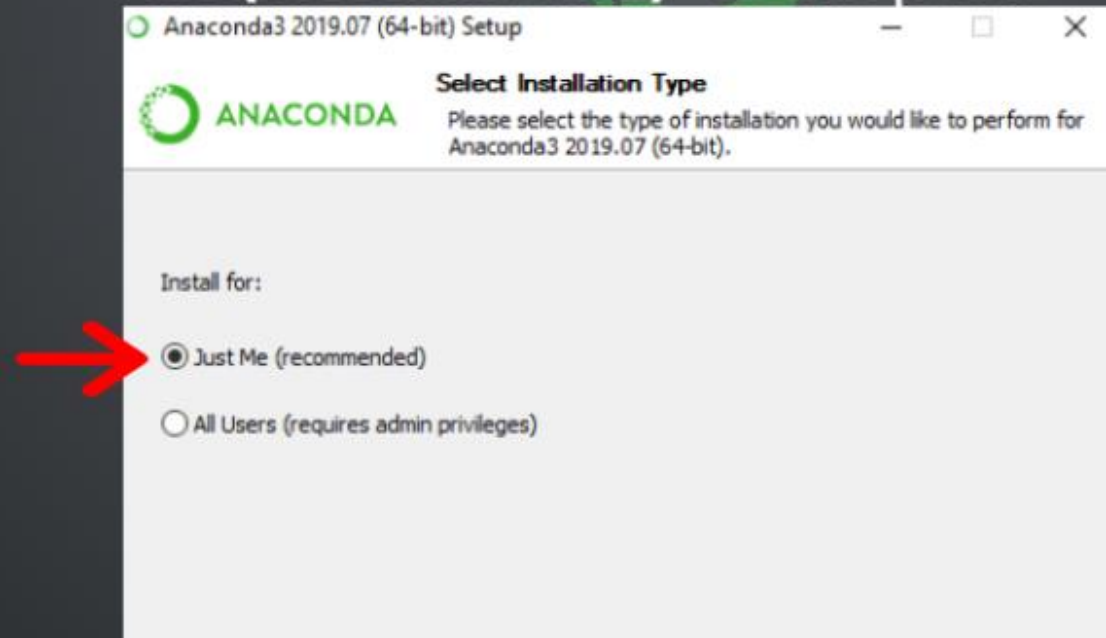 Anaconda3 2019.07 (64-bit) Setup
ANACONDA
Select Installation Type
Please select the type of installation you would like to perform for
Anaconda3 2019.07 (64-bit).
Install for:
Just Me (recommended)
All Users (requires admin privileges)